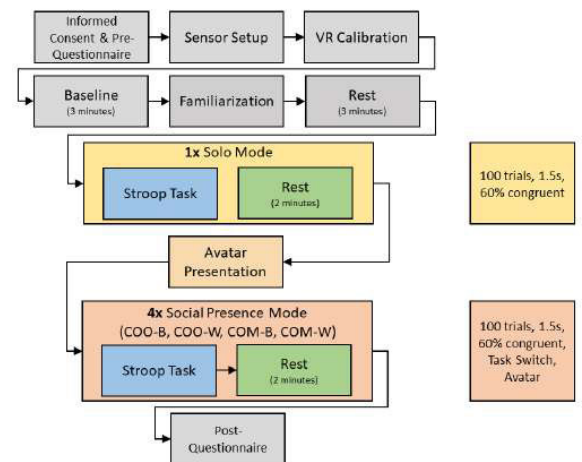 Informed
Consent & Pre-
Questionnaire
Sensor Setup
VR Calibration
Baseline
(3 minutes)
Familiarization
Rest
(3 minutes)
1x Solo Mode
Stroop Task
Rest
(2 minutes)
100 trials, 1.5s,
60% congruent
Avatar
Presentation
4x Social Presence Mode
(COO-B, COO-W, COM-B, COM-W)
Stroop Task
Rest
(2 minutes)
100 trials, 1.5s,
60% congruent,
Task Switch,
Avatar
Post-
Questionnaire